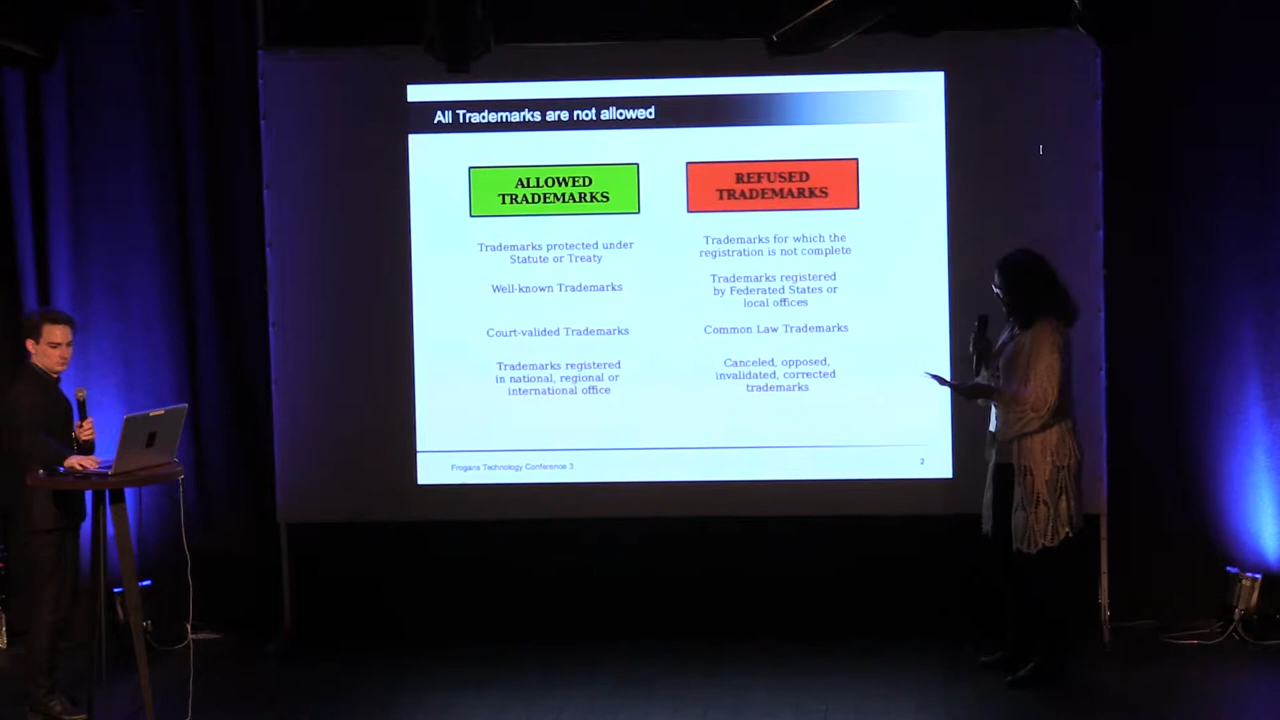 All Trademarks are not allowed
ALLOWED
TRADEMARKS
Trademarks protected under
Statute or Treaty
Well-known Trademarks
Court-valided Trademarks
Trademarks registered
in national, regional or
international office
REFUSED
TRADEMARKS
Trademarks for which the
registration is not complete
Trademarks registered
by Federated States or
local offices
Common Law Trademarks
Canceled, opposed,
invalidated, corrected
trademarks
Frogans Technology Conference 3
2